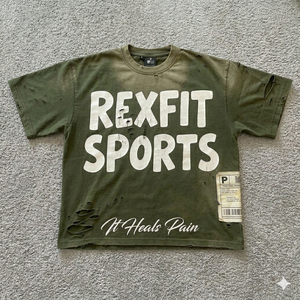 REXFIT
SPORTS
P
It Heals Pain